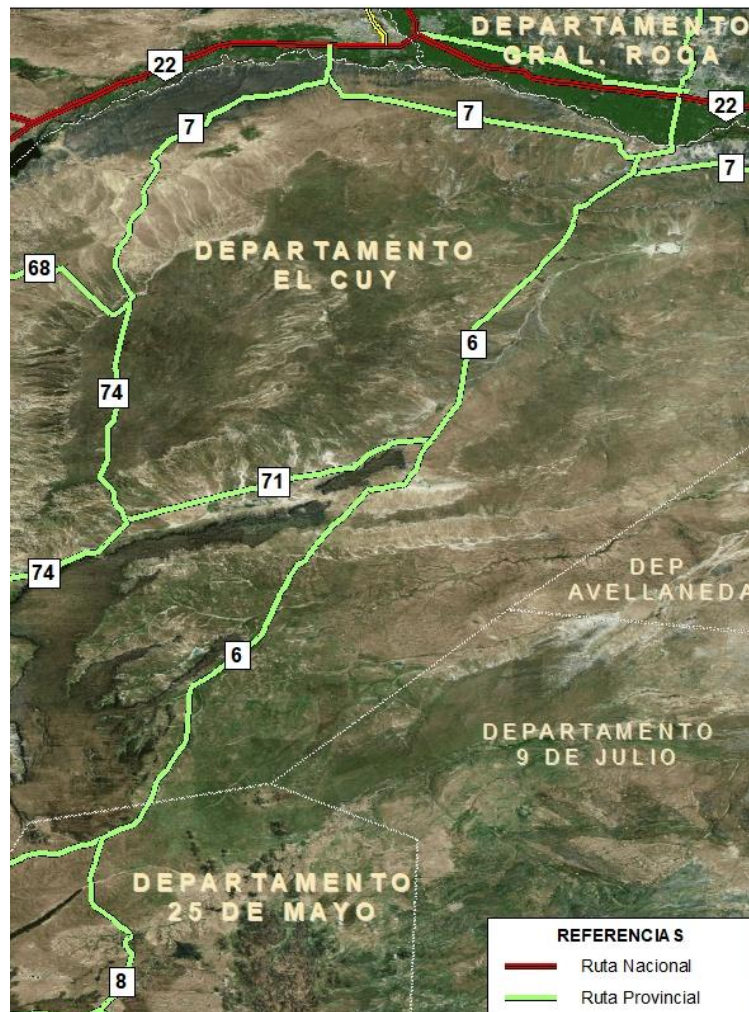 DEPARTAMENTO
GRAL. ROCA
22
22
7
7
7
DEPARTAMENTO
EL CUY
68
6
74
71
74
DEP
AVELLANEDA
6
DEPARTAMENTO
9 DE JULIO
DEPARTAMENTO
25 DE MAYO
8
REFERENCIAS
Ruta Nacional
Ruta Provincial